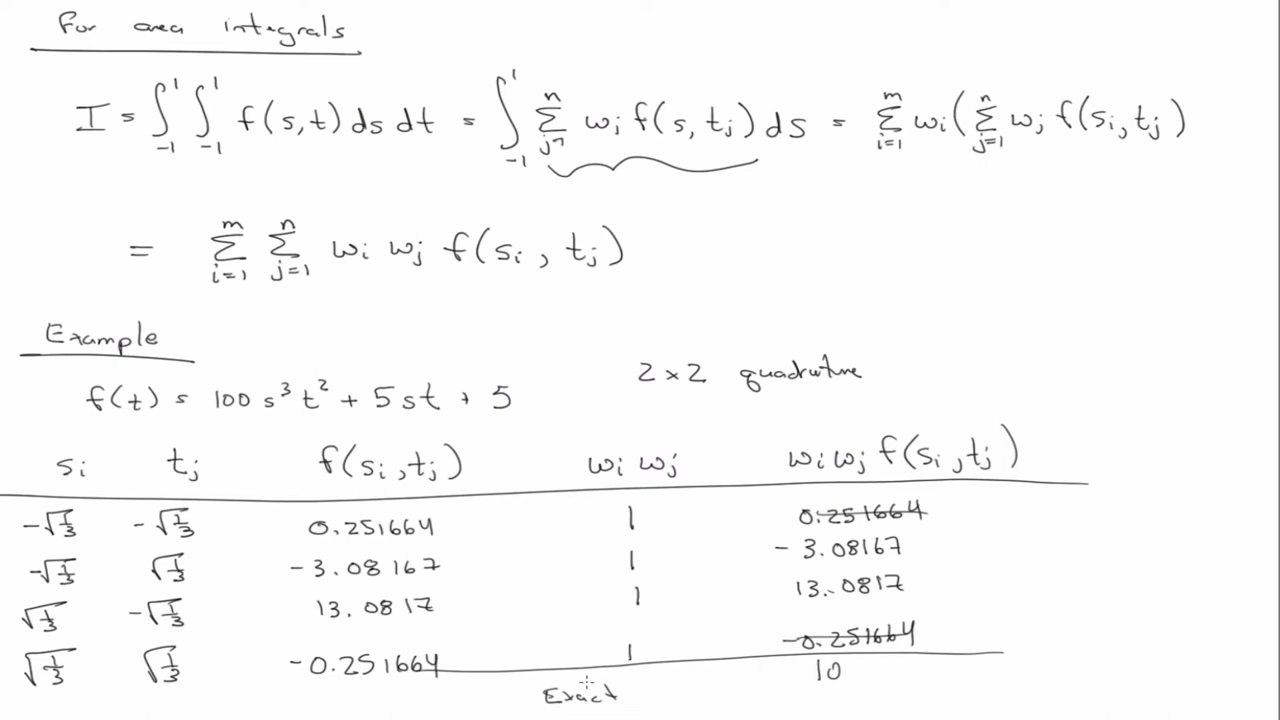 For area integrals
I = ∫_{-1}^{1} ∫_{-1}^{1} f(s,t) ds dt = ∫_{-1}^{1} Σ_{j=1}^{n} w_j f(s,t_j) ds = Σ_{i=1}^{m} w_i ( Σ_{j=1}^{n} w_j f(s_i,t_j)
= Σ_{i=1}^{m} Σ_{j=1}^{n} w_i w_j f(s_i, t_j)
Example
2 x 2 quadrature
f(t) = 100 s³ t² + 5 s t + 5
s_i t_j f(s_i,t_j) w_i w_j w_i w_j f(s_i,t_j)
-√(1/3) -√(1/3) 0.251664 1 0.251664
-√(1/3) √(1/3) -3.08167 1 -3.08167
√(1/3) -√(1/3) 13.0817 1 13.0817
√(1/3) √(1/3) -0.251664 1 -0.251664
Exact 10